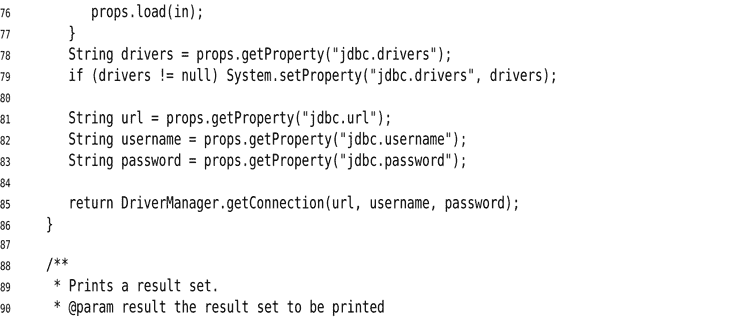 76 props.load(in);
77 }
78 String drivers = props.getProperty("jdbc.drivers");
79 if (drivers != null) System.setProperty("jdbc.drivers", drivers);
80
81 String url = props.getProperty("jdbc.url");
82 String username = props.getProperty("jdbc.username");
83 String password = props.getProperty("jdbc.password");
84
85 return DriverManager.getConnection(url, username, password);
86 }
87
88 /**
89 * Prints a result set.
90 * @param result the result set to be printed